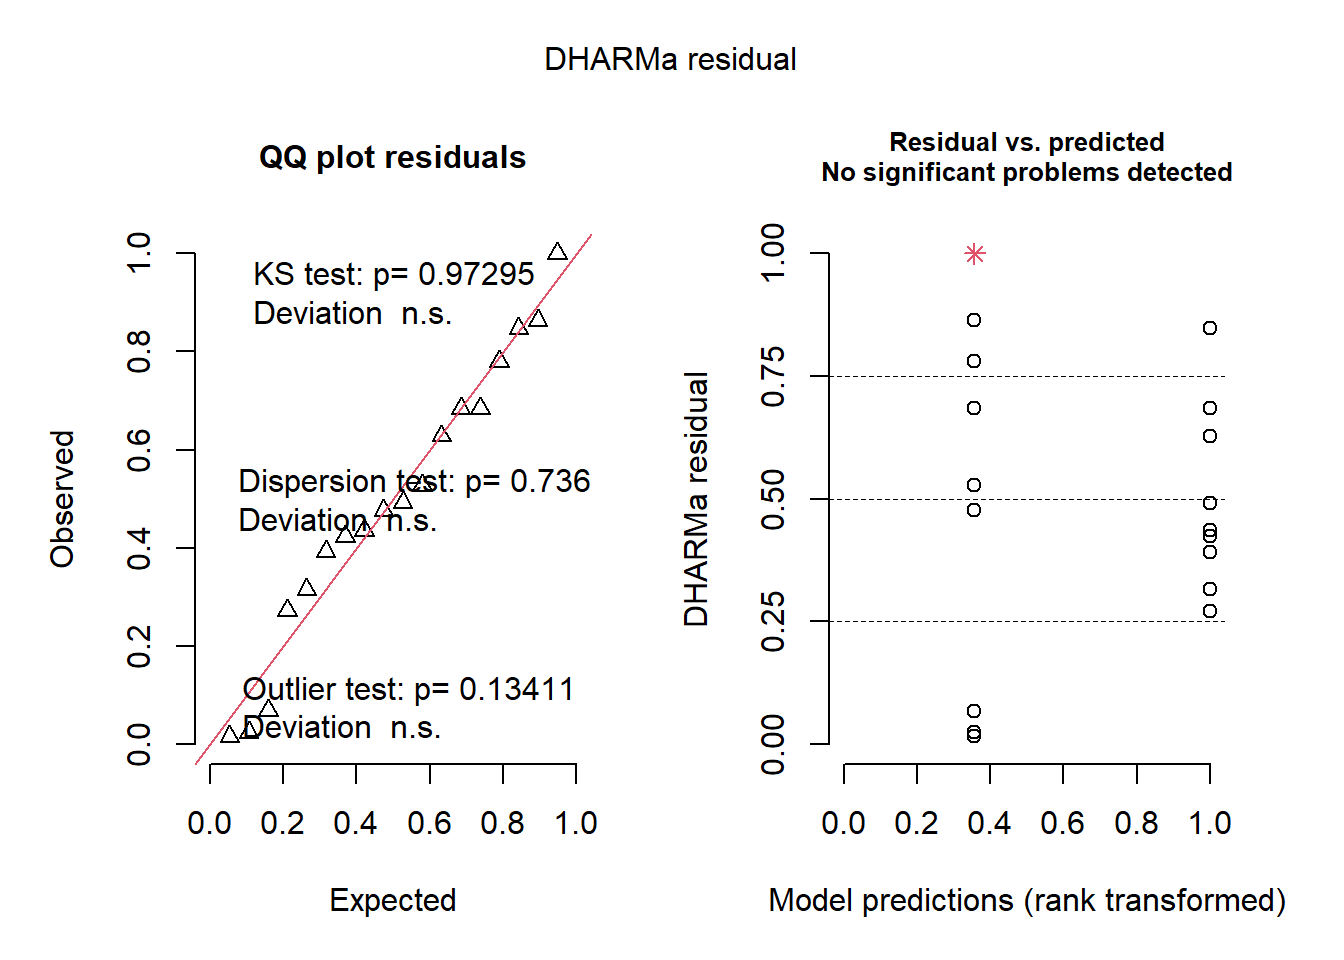 DHARMa residual
QQ plot residuals
KS test: p= 0.97295
Deviation  n.s.
Dispersion test: p= 0.736
Deviation  n.s.
Outlier test: p= 0.13411
Deviation  n.s.
Observed
1.0
0.8
0.6
0.4
0.2
0.0
0.0 0.2 0.4 0.6 0.8 1.0
Expected
Residual vs. predicted
No significant problems detected
DHARMa residual
1.00
0.75
0.50
0.25
0.00
0.0 0.2 0.4 0.6 0.8 1.0
Model predictions (rank transformed)